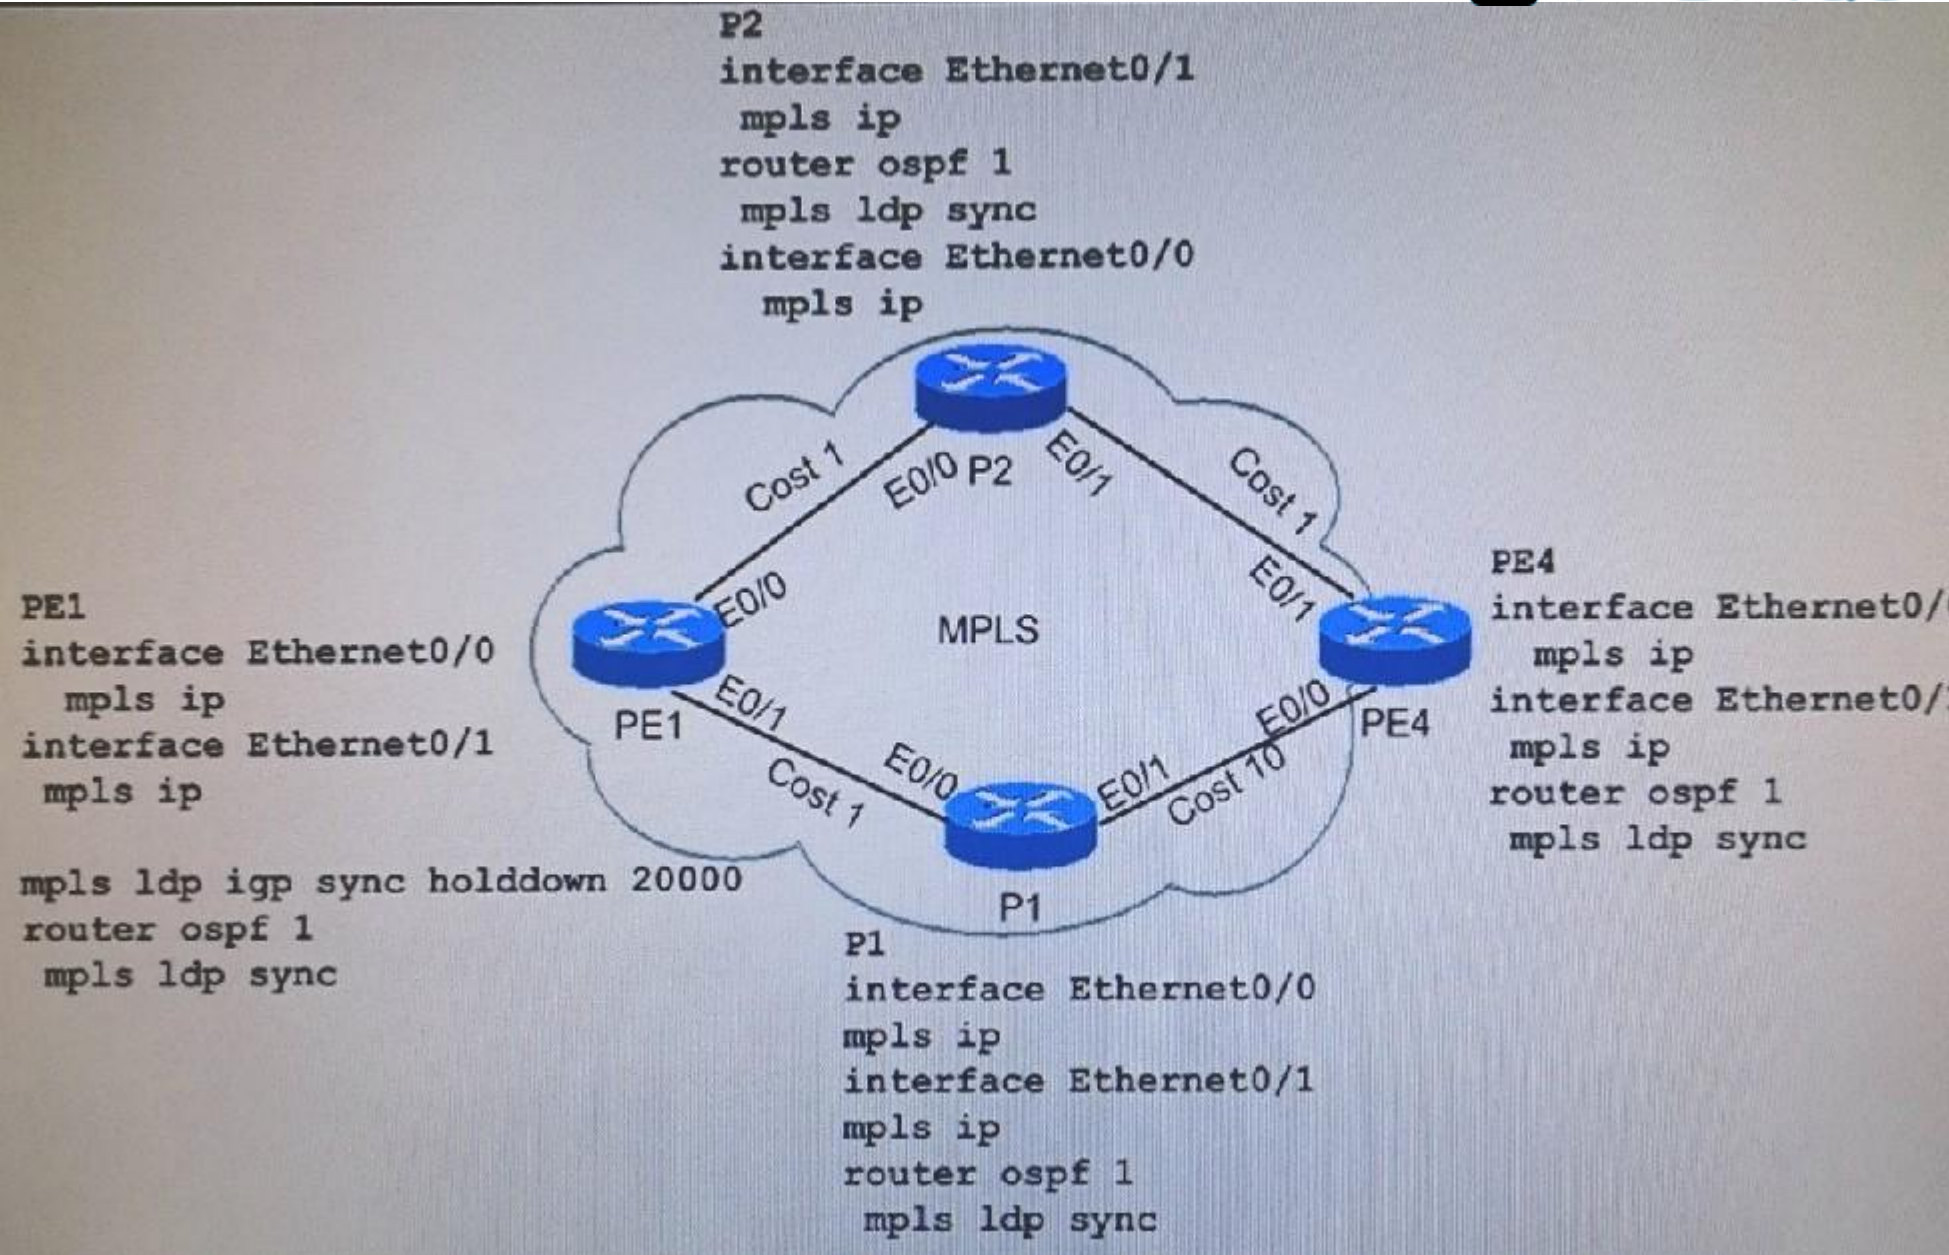 P2
interface Ethernet0/1
mpls ip
router ospf 1
mpls ldp sync
interface Ethernet0/0
mpls ip
Cost 1
E0/0
P2
E0/1
Cost 1
E0/0
MPLS
E0/1
PE1
E0/1
Cost 1
E0/0
P1
E0/1
Cost 10
E0/0
PE4
PE1
interface Ethernet0/0
mpls ip
interface Ethernet0/1
mpls ip
mpls ldp igp sync holddown 20000
router ospf 1
mpls ldp sync
PE4
interface Ethernet0/
mpls ip
interface Ethernet0/
mpls ip
router ospf 1
mpls ldp sync
P1
interface Ethernet0/0
mpls ip
interface Ethernet0/1
mpls ip
router ospf 1
mpls ldp sync